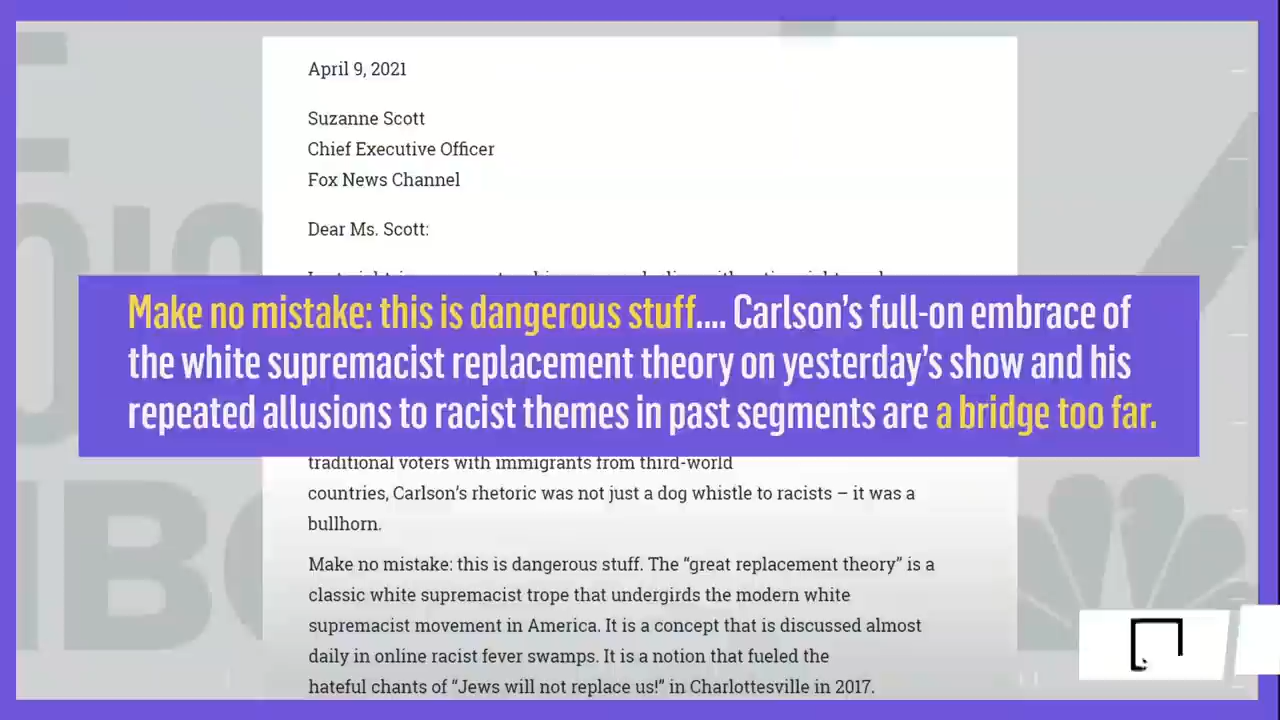 April 9, 2021
Suzanne Scott
Chief Executive Officer
Fox News Channel
Dear Ms. Scott:
Make no mistake: this is dangerous stuff.... Carlson’s full-on embrace of
the white supremacist replacement theory on yesterday’s show and his
repeated allusions to racist themes in past segments are a bridge too far.
traditional voters with immigrants from third-world
countries, Carlson’s rhetoric was not just a dog whistle to racists – it was a
bullhorn.
Make no mistake: this is dangerous stuff. The “great replacement theory” is a
classic white supremacist trope that undergirds the modern white
supremacist movement in America. It is a concept that is discussed almost
daily in online racist fever swamps. It is a notion that fueled the
hateful chants of “Jews will not replace us!” in Charlottesville in 2017.